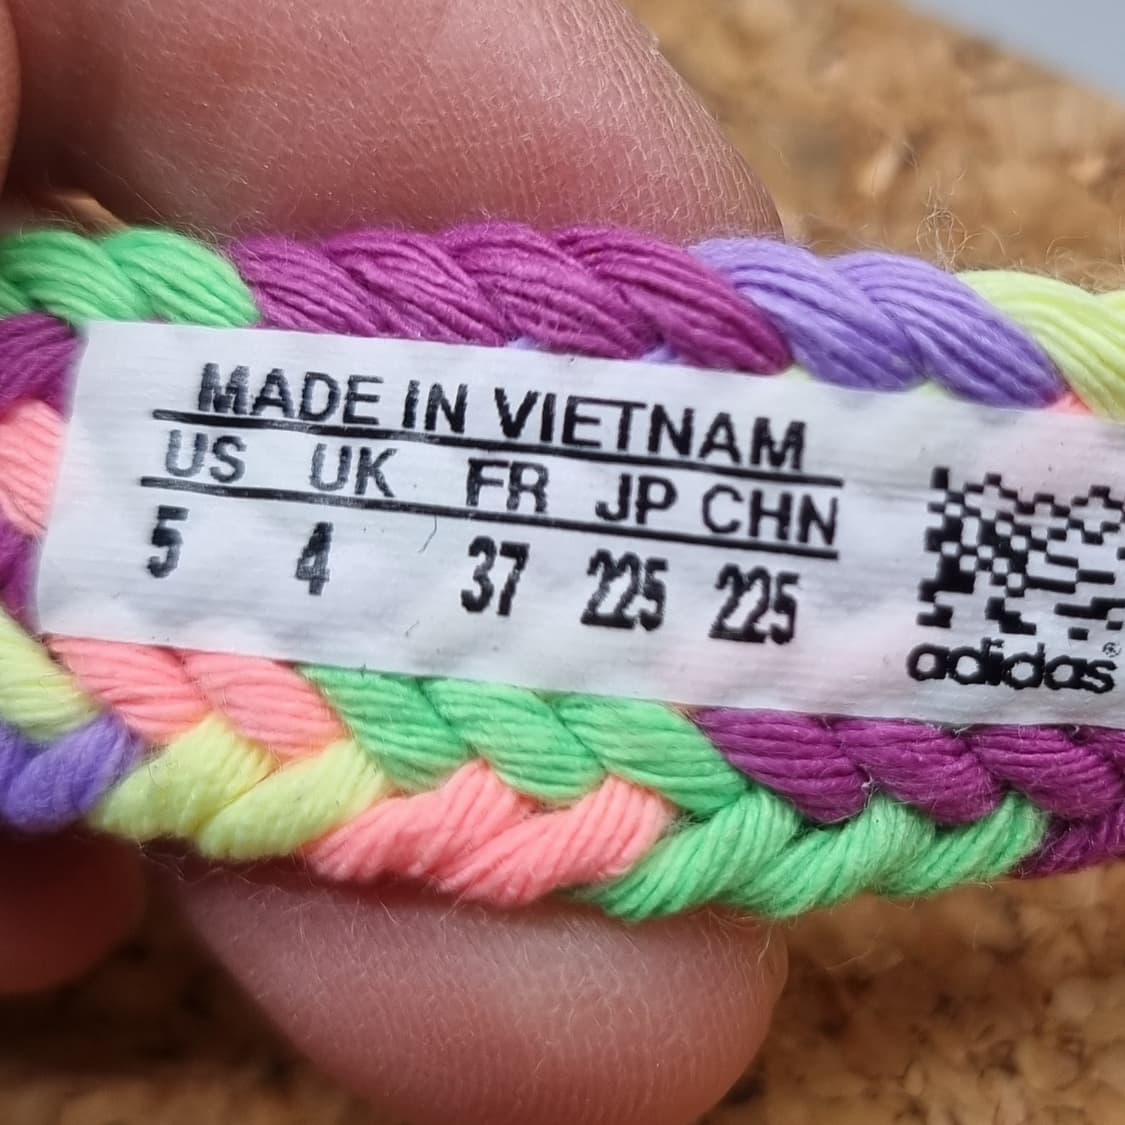 MADE IN VIETNAM
US UK FR JP CHN
5 4 37 225 225
adidas®